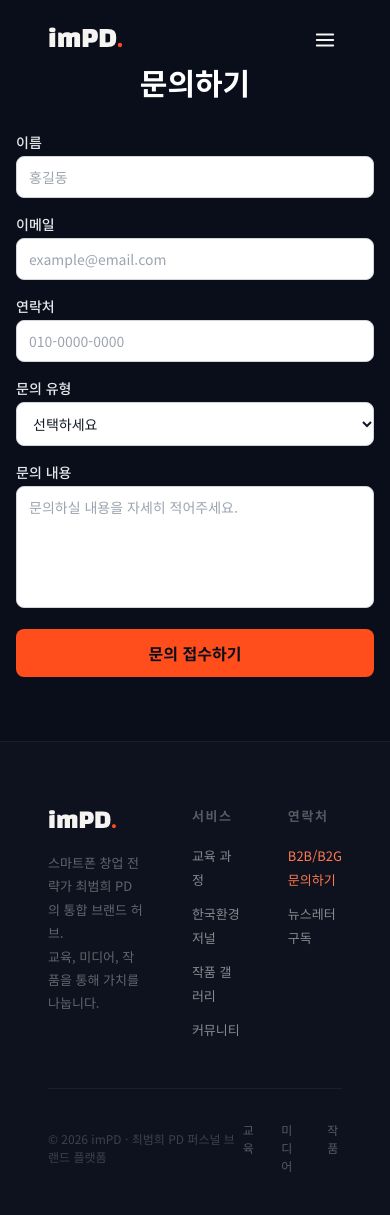 imPD.
문의하기
이름
홍길동
이메일
example@email.com
연락처
010-0000-0000
문의 유형
선택하세요
문의 내용
문의하실 내용을 자세히 적어주세요.
문의 접수하기
imPD.
스마트폰 창업 전
략가 최범희 PD
의 통합 브랜드 허
브.
교육, 미디어, 작
품을 통해 가치를
나눕니다.
서비스
교육 과
정
한국환경
저널
작품 갤
러리
커뮤니티
연락처
B2B/B2G
문의하기
뉴스레터
구독
© 2026 imPD · 최범희 PD 퍼스널 브
랜드 플랫폼
교
육
미
디
어
작
품